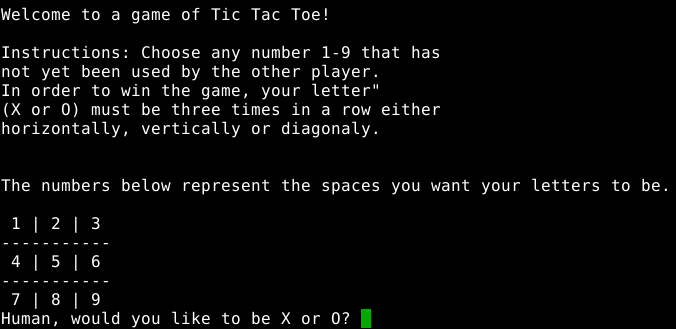 Welcome to a game of Tic Tac Toe!
Instructions: Choose any number 1-9 that has
not yet been used by the other player.
In order to win the game, your letter"
(X or O) must be three times in a row either
horizontally, vertically or diagonaly.
The numbers below represent the spaces you want your letters to be.
1 | 2 | 3
-----------
4 | 5 | 6
-----------
7 | 8 | 9
Human, would you like to be X or O?